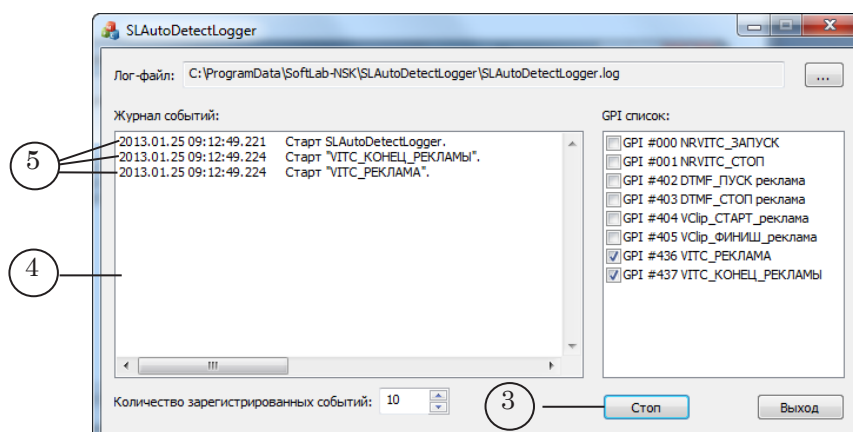 SLAutoDetectLogger
Лог-файл: C:\ProgramData\SoftLab-NSK\SLAutoDetectLogger\SLAutoDetectLogger.log ...
Журнал событий:
GPI список:
5
2013.01.25 09:12:49.221 Старт SLAutoDetectLogger.
2013.01.25 09:12:49.224 Старт "VITC_КОНЕЦ_РЕКЛАМЫ".
2013.01.25 09:12:49.224 Старт "VITC_РЕКЛАМА".
GPI #000 NRVITC_ЗАПУСК
GPI #001 NRVITC_СТОП
GPI #402 DTMF_ПУСК реклама
GPI #403 DTMF_СТОП реклама
GPI #404 VClip_СТАРТ_реклама
GPI #405 VClip_ФИНИШ_реклама
GPI #436 VITC_РЕКЛАМА
GPI #437 VITC_КОНЕЦ_РЕКЛАМЫ
4
Количество зарегистрированных событий: 10
3
Стоп
Выход